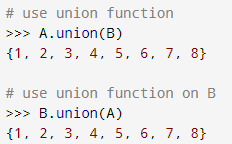 # use union function
>>> A.union(B)
{1, 2, 3, 4, 5, 6, 7, 8}
# use union function on B
>>> B.union(A)
{1, 2, 3, 4, 5, 6, 7, 8}